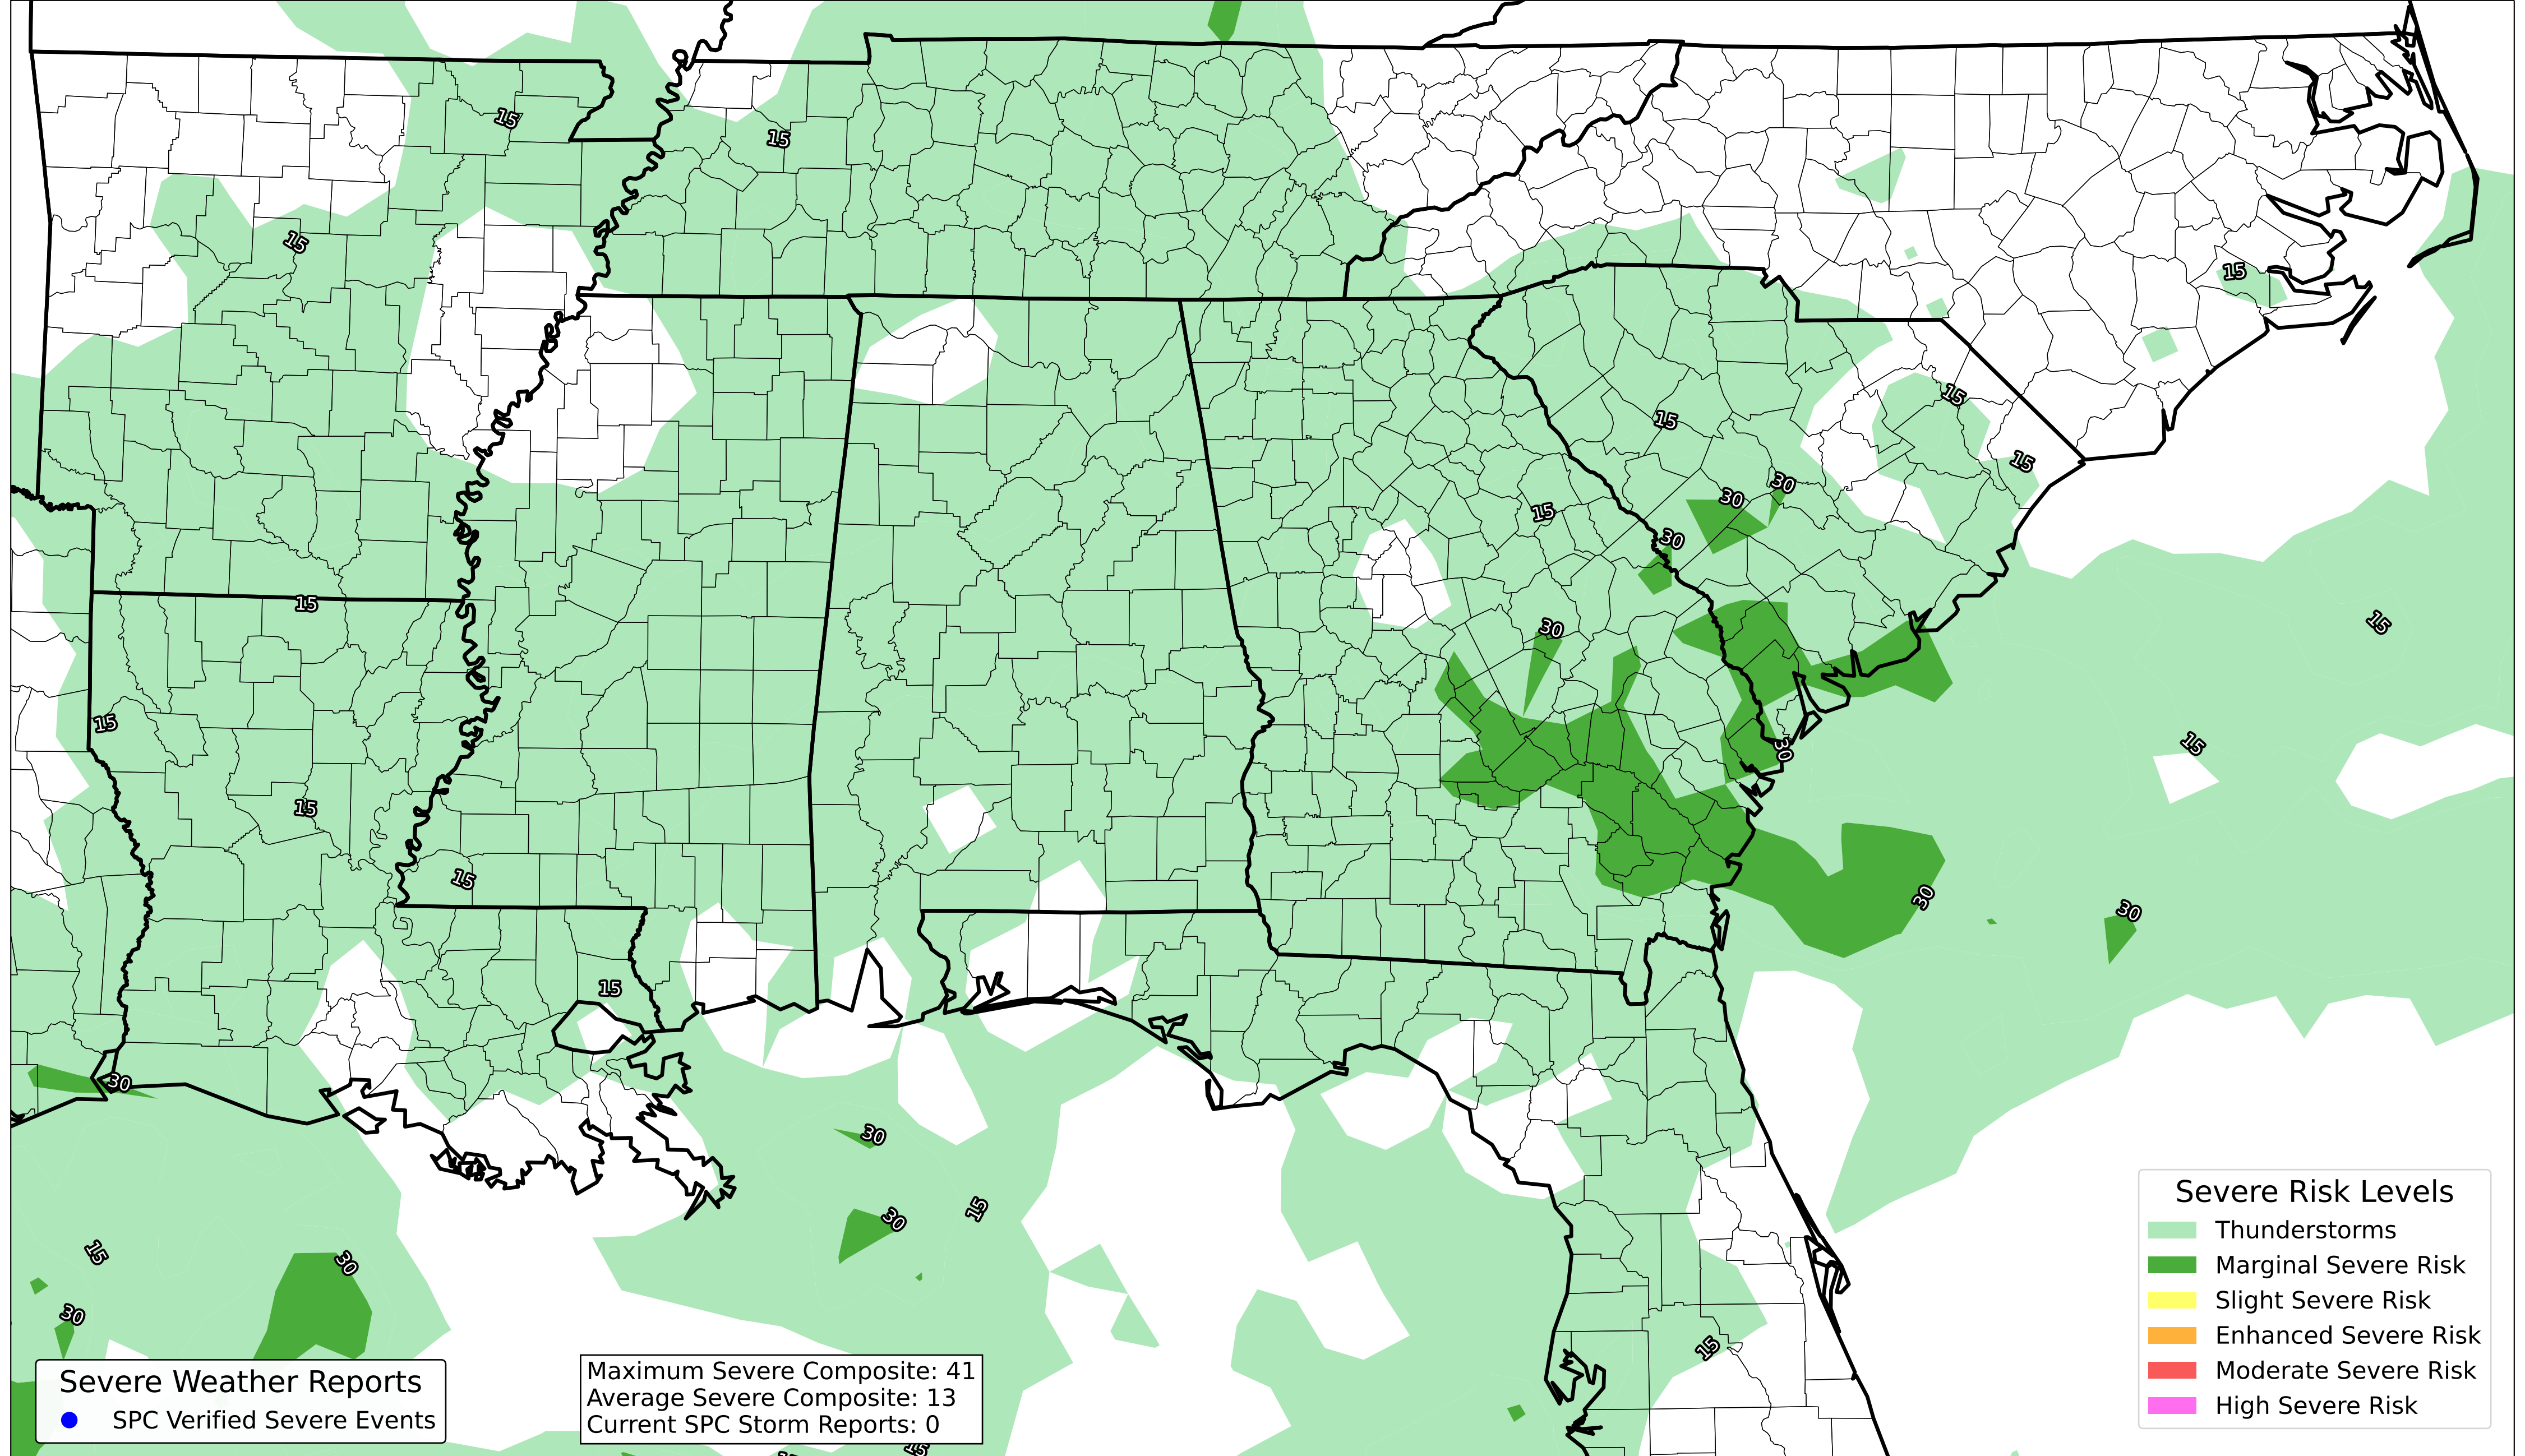 15
15
15
15
15
15
15
30
30
15
30
15
15
30
15
15
15
30
15
30
30
15
15
30
30
15
15
30
30
15
Severe Risk Levels
Thunderstorms
Marginal Severe Risk
Slight Severe Risk
Enhanced Severe Risk
Moderate Severe Risk
High Severe Risk
Severe Weather Reports
SPC Verified Severe Events
Maximum Severe Composite: 41
Average Severe Composite: 13
Current SPC Storm Reports: 0
15